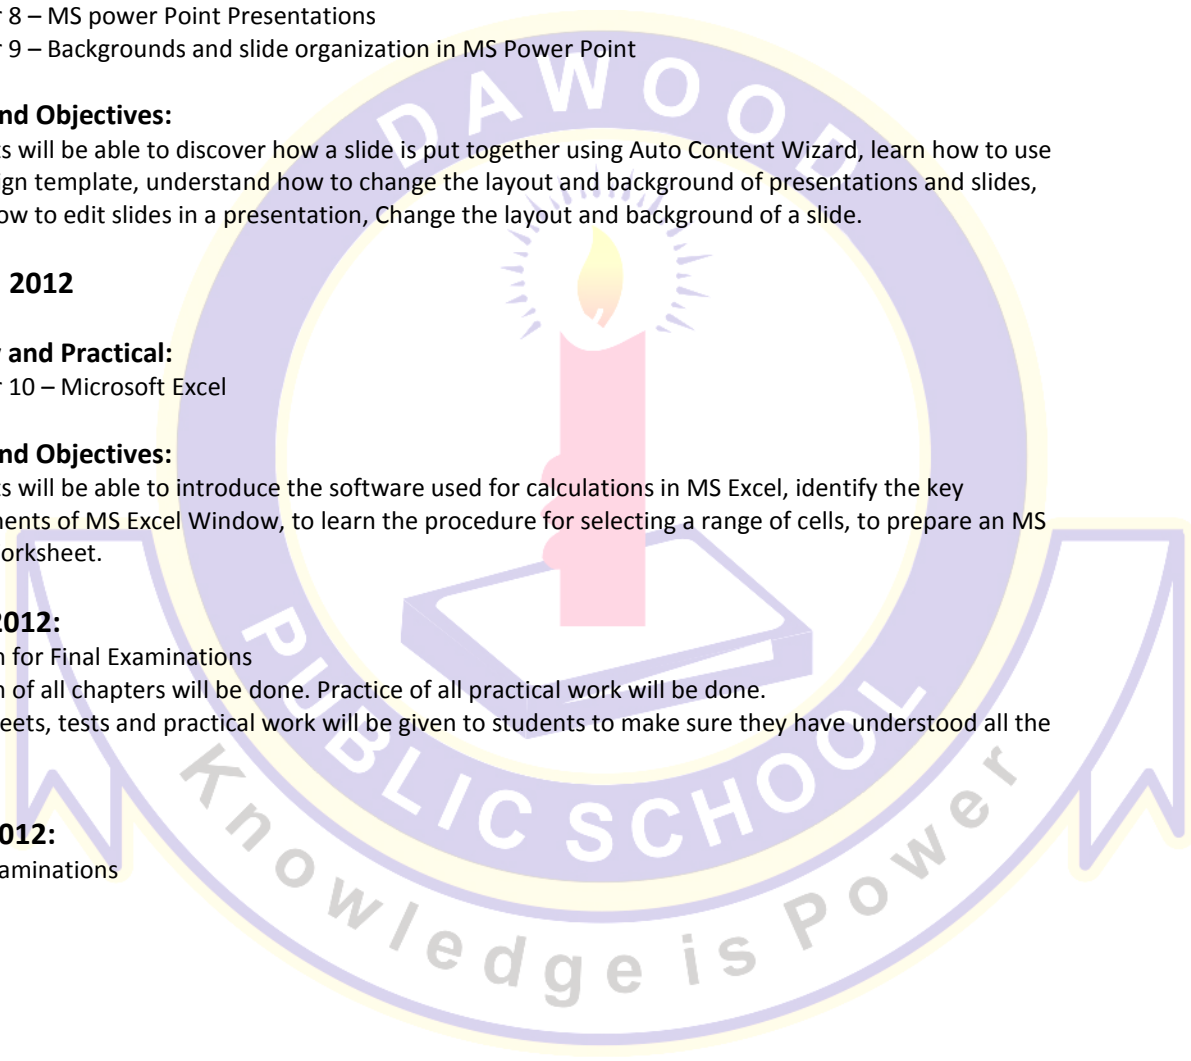 r 8 – MS power Point Presentations
r 9 – Backgrounds and slide organization in MS Power Point
nd Objectives:
ts will be able to discover how a slide is put together using Auto Content Wizard, learn how to use
ign template, understand how to change the layout and background of presentations and slides,
ow to edit slides in a presentation, Change the layout and background of a slide.
2012
and Practical:
r 10 – Microsoft Excel
nd Objectives:
ts will be able to introduce the software used for calculations in MS Excel, identify the key
nents of MS Excel Window, to learn the procedure for selecting a range of cells, to prepare an MS
orksheet.
2012:
n for Final Examinations
n of all chapters will be done. Practice of all practical work will be done.
eets, tests and practical work will be given to students to make sure they have understood all the
012:
aminations
DAWOOD
PUBLIC SCHOOL
Knowledge is Power